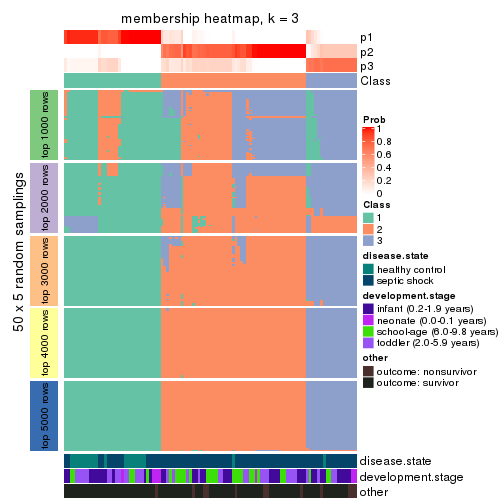 membership heatmap, k = 3
p1
p2
p3
Class
50 x 5 random samplings
top 1000 rows
top 2000 rows
top 3000 rows
top 4000 rows
top 5000 rows
Prob
1
0.8
0.6
0.4
0.2
0
Class
1
2
3
disease.state
healthy control
septic shock
development.stage
infant (0.2-1.9 years)
neonate (0.0-0.1 years)
school-age (6.0-9.8 years)
toddler (2.0-5.9 years)
other
outcome: nonsurvivor
outcome: survivor
disease.state
development.stage
other